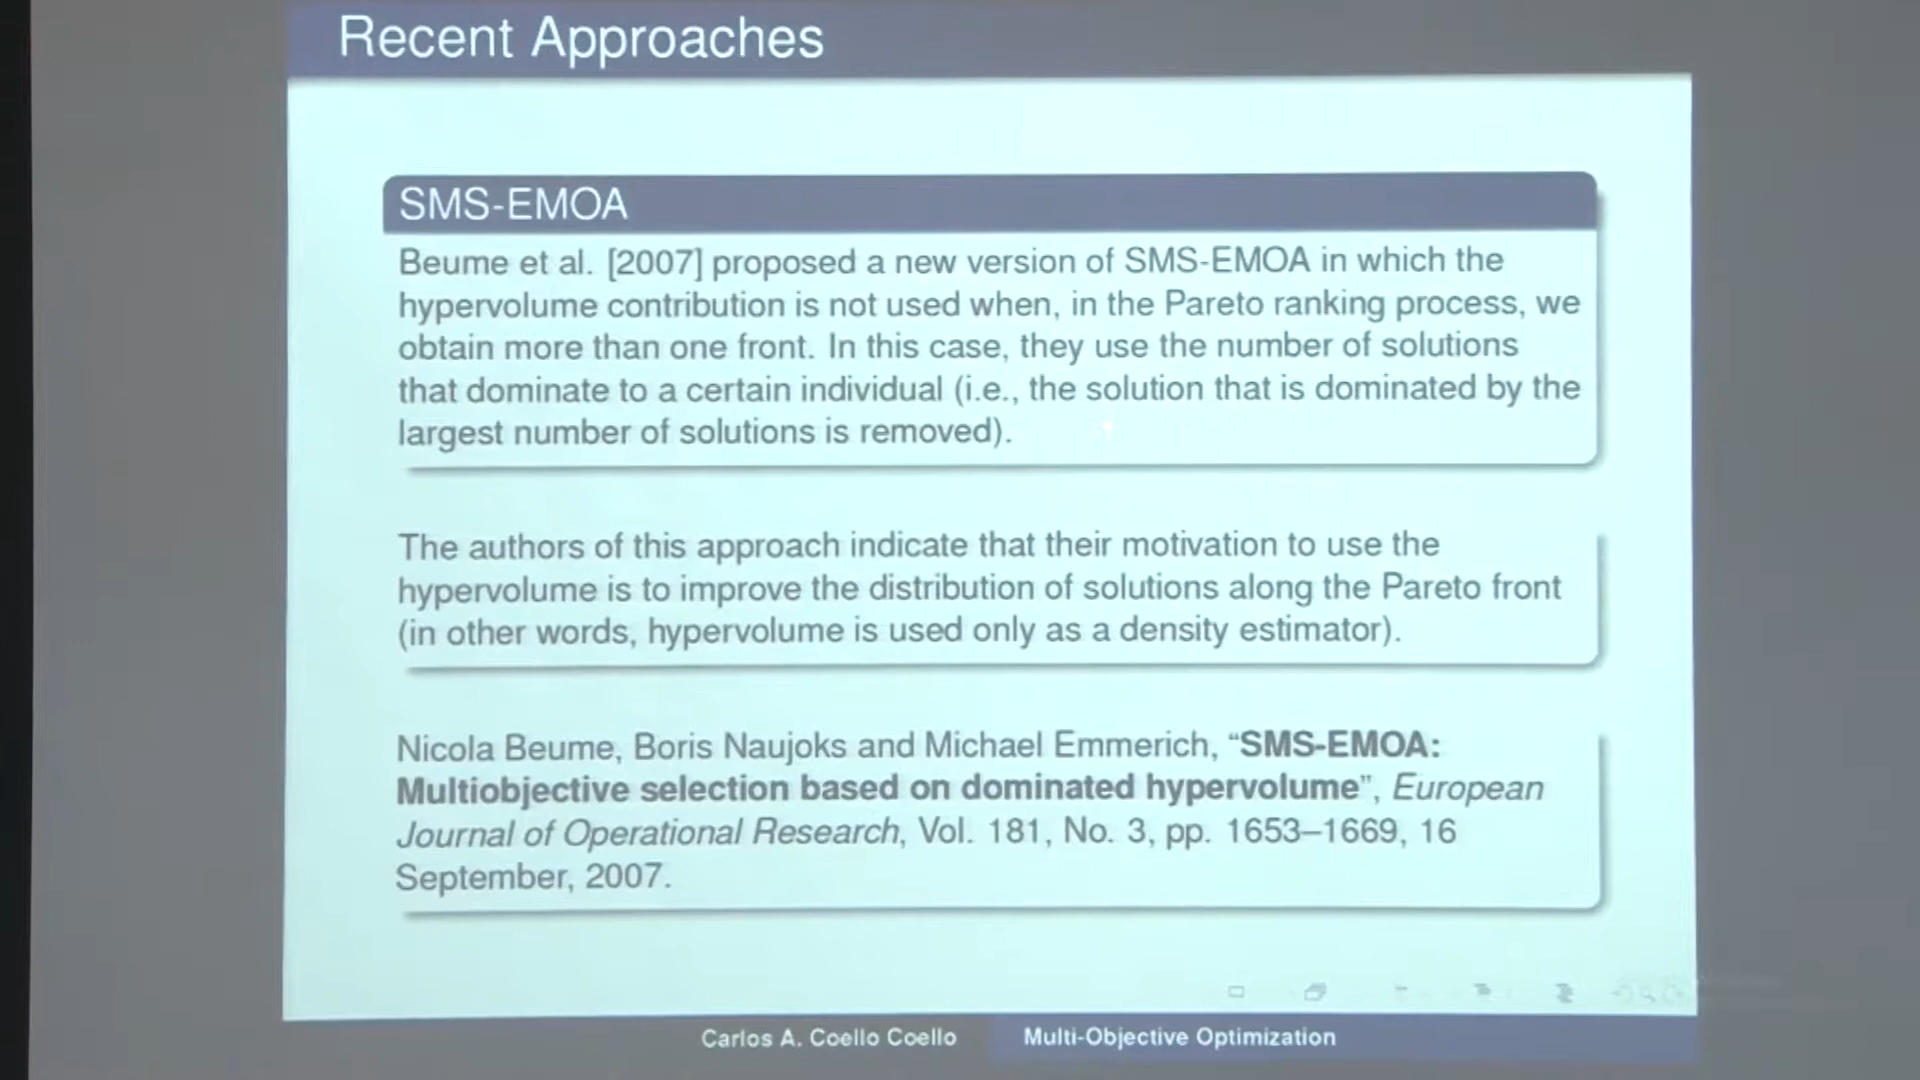 Recent Approaches
SMS-EMOA
Beume et al. [2007] proposed a new version of SMS-EMOA in which the
hypervolume contribution is not used when, in the Pareto ranking process, we
obtain more than one front. In this case, they use the number of solutions
that dominate to a certain individual (i.e., the solution that is dominated by the
largest number of solutions is removed).
The authors of this approach indicate that their motivation to use the
hypervolume is to improve the distribution of solutions along the Pareto front
(in other words, hypervolume is used only as a density estimator).
Nicola Beume, Boris Naujoks and Michael Emmerich, “SMS-EMOA:
Multiobjective selection based on dominated hypervolume”, European
Journal of Operational Research, Vol. 181, No. 3, pp. 1653–1669, 16
September, 2007.
Carlos A. Coello Coello
Multi-Objective Optimization